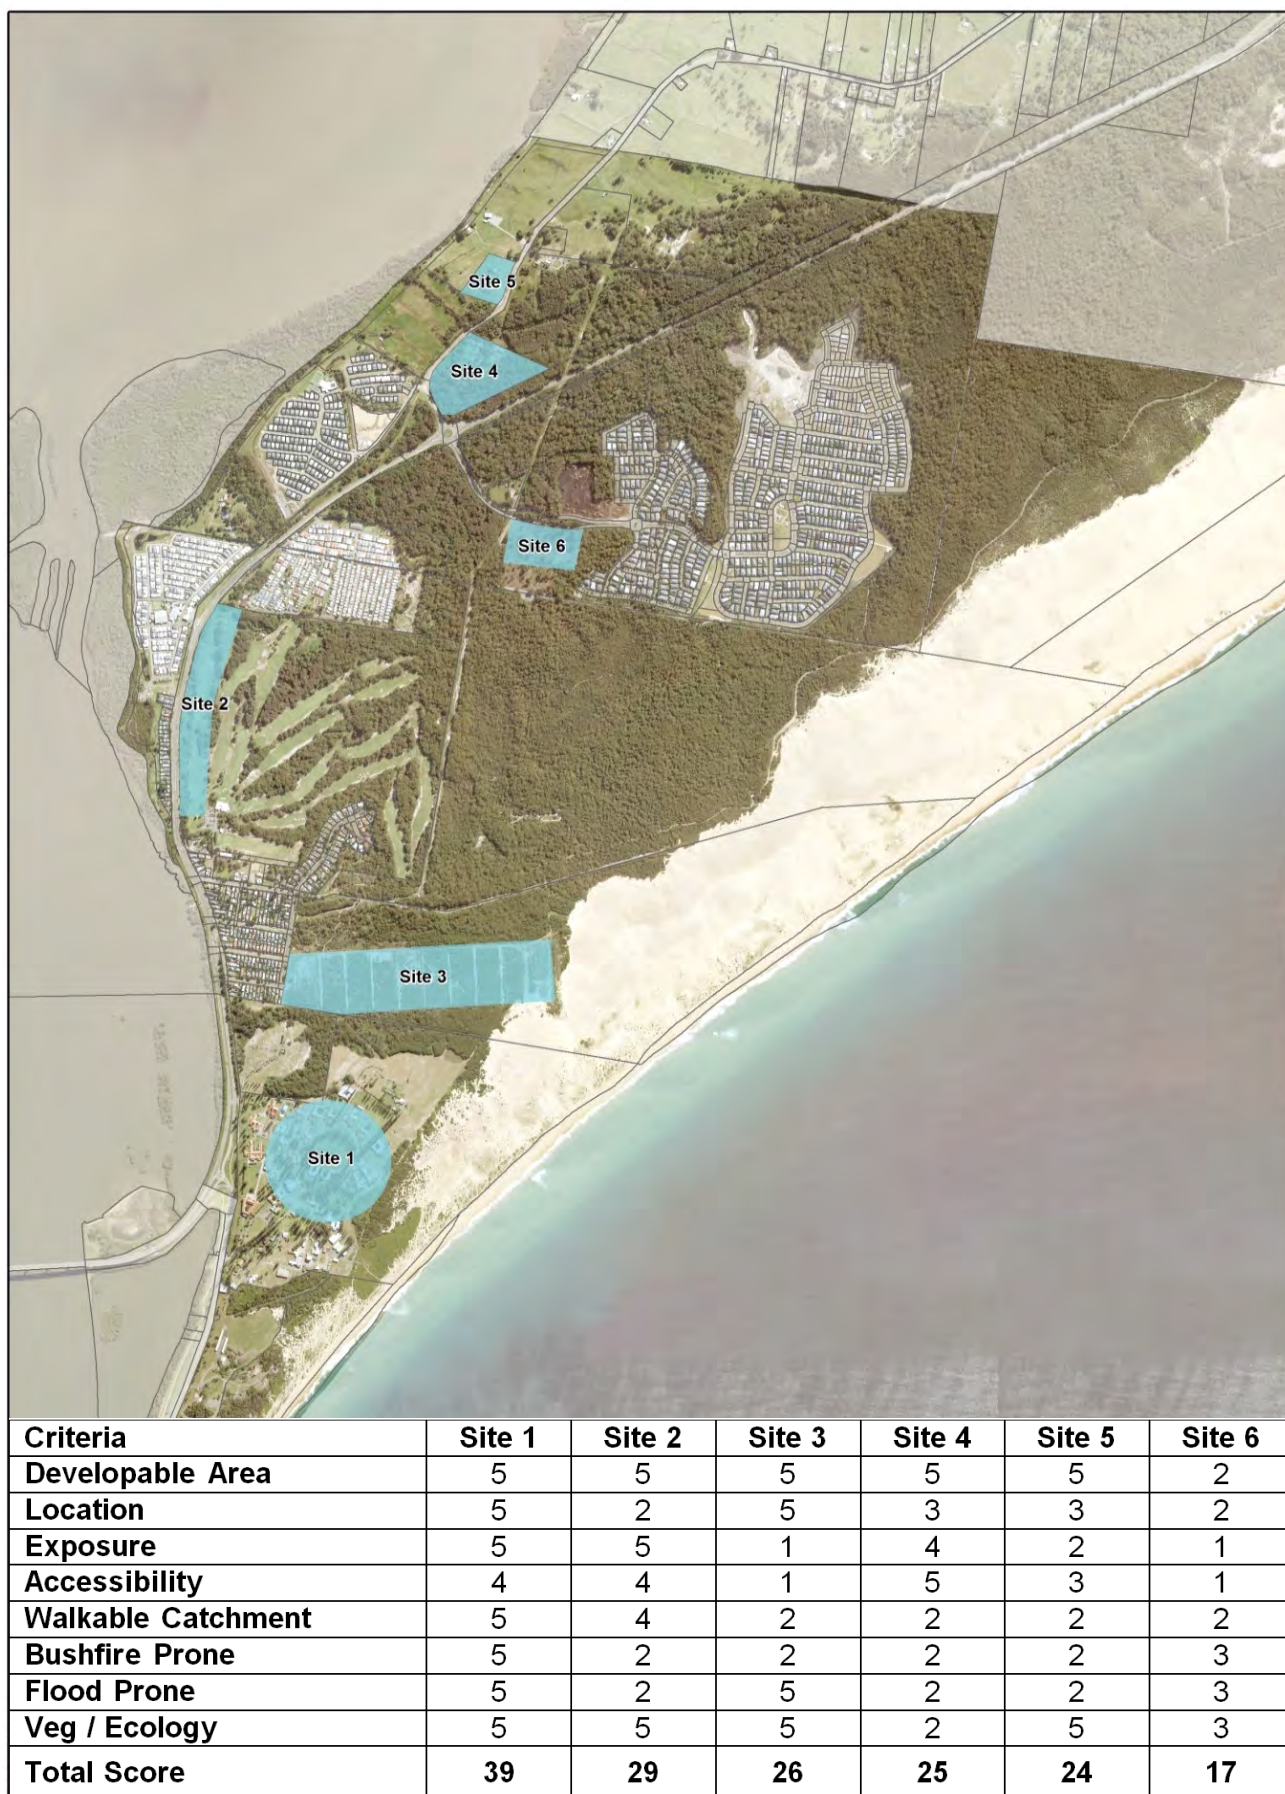 Site 5
Site 4
Site 6
Site 2
Site 3
Site 1
Criteria Site 1 Site 2 Site 3 Site 4 Site 5 Site 6
Developable Area 5 5 5 5 5 2
Location 5 2 5 3 3 2
Exposure 5 5 1 4 2 1
Accessibility 4 4 1 5 3 1
Walkable Catchment 5 4 2 2 2 2
Bushfire Prone 5 2 2 2 2 3
Flood Prone 5 2 5 2 2 3
Veg / Ecology 5 5 5 2 5 3
Total Score 39 29 26 25 24 17